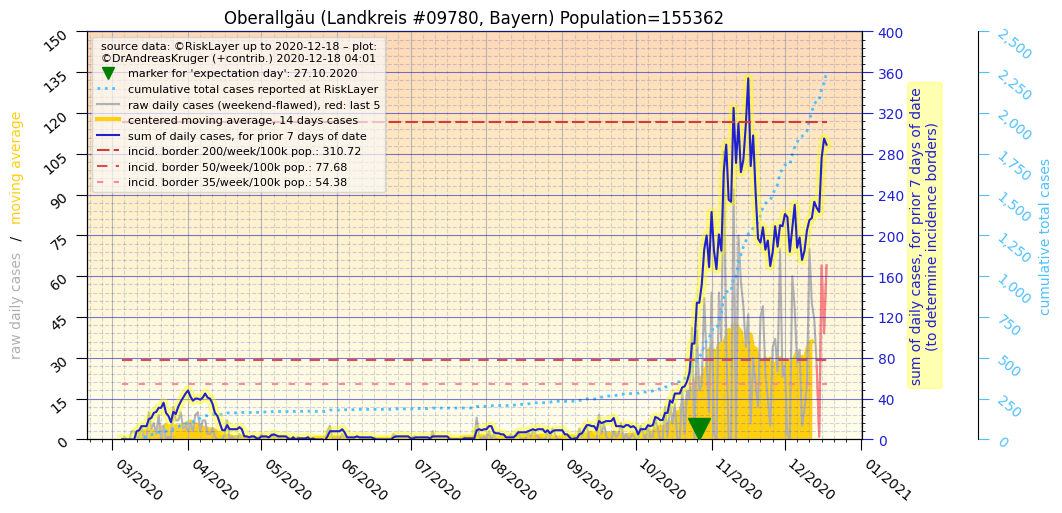 Oberallgäu (Landkreis #09780, Bayern) Population=155362
source data: ©RiskLayer up to 2020-12-18 – plot:
©DrAndreasKruger (+contrib.) 2020-12-18 04:01
marker for 'expectation day': 27.10.2020
cumulative total cases reported at RiskLayer
raw daily cases (weekend-flawed), red: last 5
centered moving average, 14 days cases
sum of daily cases, for prior 7 days of date
incid. border 200/week/100k pop.: 310.72
incid. border 50/week/100k pop.: 77.68
incid. border 35/week/100k pop.: 54.38
raw daily cases / moving average
150
135
120
105
90
75
60
45
30
15
0
03/2020
04/2020
05/2020
06/2020
07/2020
08/2020
09/2020
10/2020
11/2020
12/2020
01/2021
400
360
320
280
240
200
160
120
80
40
0
sum of daily cases, for prior 7 days of date
(to determine incidence borders)
2,500
2,250
2,000
1,750
1,500
1,250
1,000
750
500
250
0
cumulative total cases